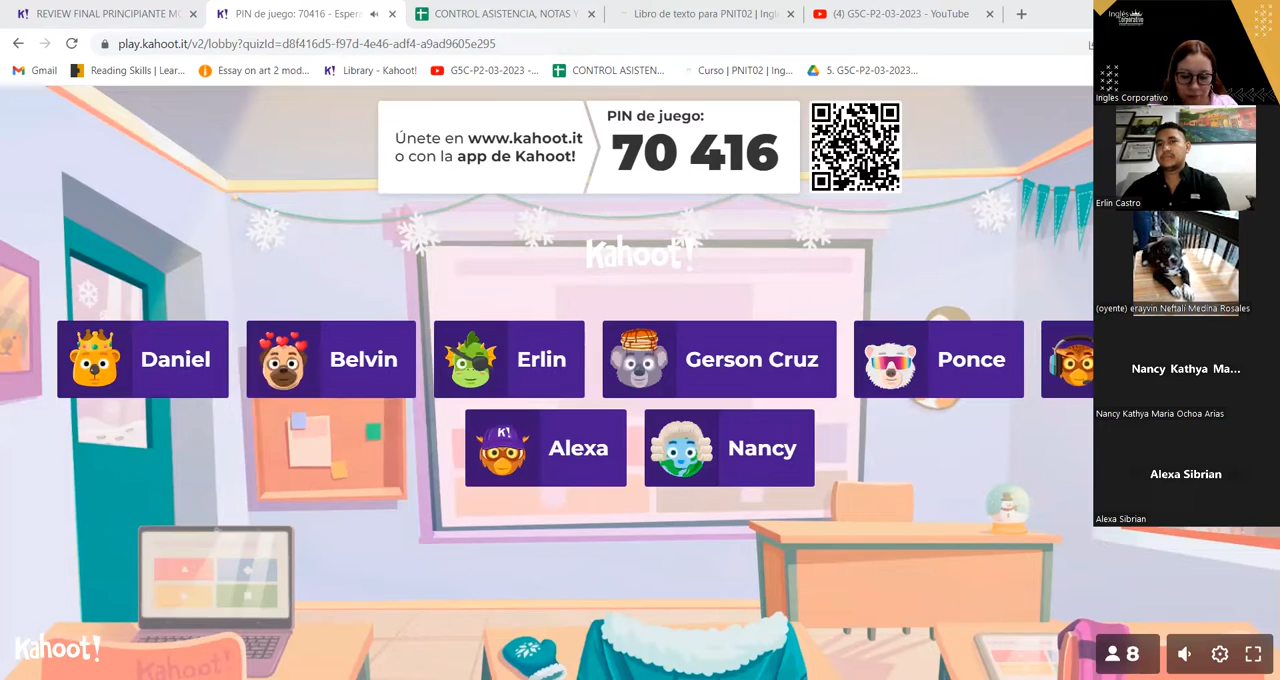 REVIEW FINAL PRINCIPIANTE MÓ
PIN de juego: 70416 - Espera
CONTROL ASISTENCIA, NOTAS Y
Libro de texto para PNIT02 | Ingl
(4) G5C-P2-03-2023 - YouTube
play.kahoot.it/v2/lobby?quizId=d8f416d5-f97d-4e46-adf4-a9ad9605e295
Gmail
Reading Skills | Lear...
Essay on art 2 mod...
Library - Kahoot!
G5C-P2-03-2023 -...
CONTROL ASISTEN...
Curso | PNIT02 | Ing...
5. G5C-P2-03-2023...
Únete en www.kahoot.it
o con la app de Kahoot!
PIN de juego:
70 416
Kahoot!
Daniel
Belvin
Erlin
Gerson Cruz
Ponce
K!
Alexa
Nancy
Kahoot!
Kahoot!
8
Inglés
Corporativo
Ingles Corporativo
Erlin Castro
(oyente) erayvin Neftali Medina Rosales
Nancy Kathya Ma...
Nancy Kathya Maria Ochoa Arias
Alexa Sibrian
Alexa Sibrian